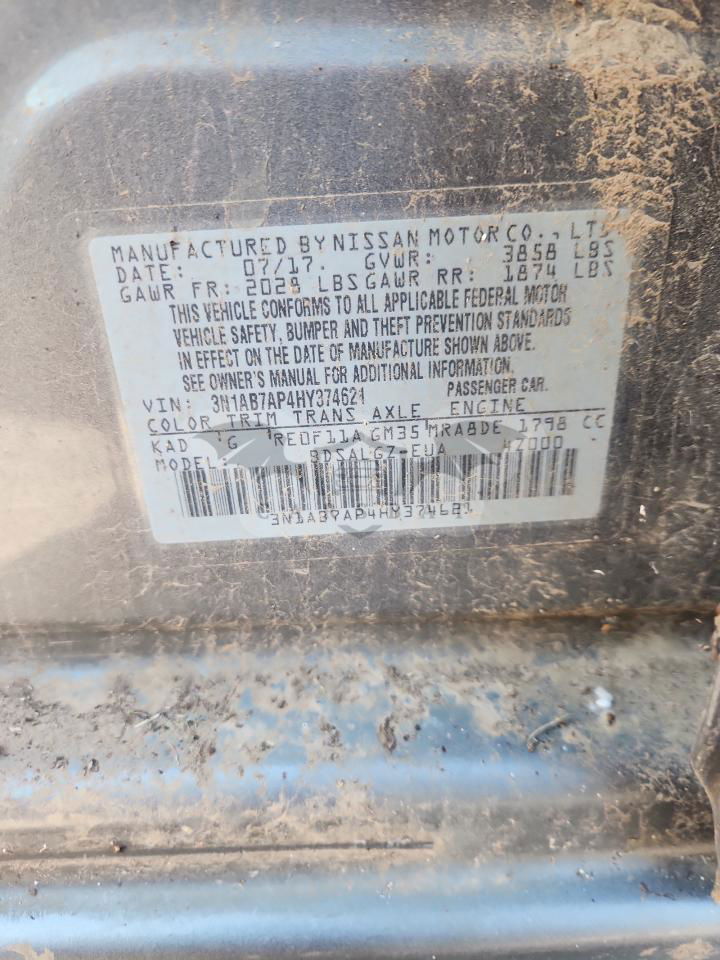 MANUFACTURED BY NISSAN MOTOR CO., LTD
DATE: 07/17. GVWR: 3858 LBS
GAWR FR: 2028 LBS GAWR RR: 1874 LBS
THIS VEHICLE CONFORMS TO ALL APPLICABLE FEDERAL MOTOR
VEHICLE SAFETY, BUMPER AND THEFT PREVENTION STANDARDS
IN EFFECT ON THE DATE OF MANUFACTURE SHOWN ABOVE.
SEE OWNER'S MANUAL FOR ADDITIONAL INFORMATION.
VIN: 3N1AB7AP4HY374621 PASSENGER CAR.
COLOR TRIM TRANS AXLE ENGINE
KAD G RE0F11A GM35 MRA8DE 1798 CC
MODEL: BDSALGZ-EUA 47000 -
3N1AB7AP4HY374621